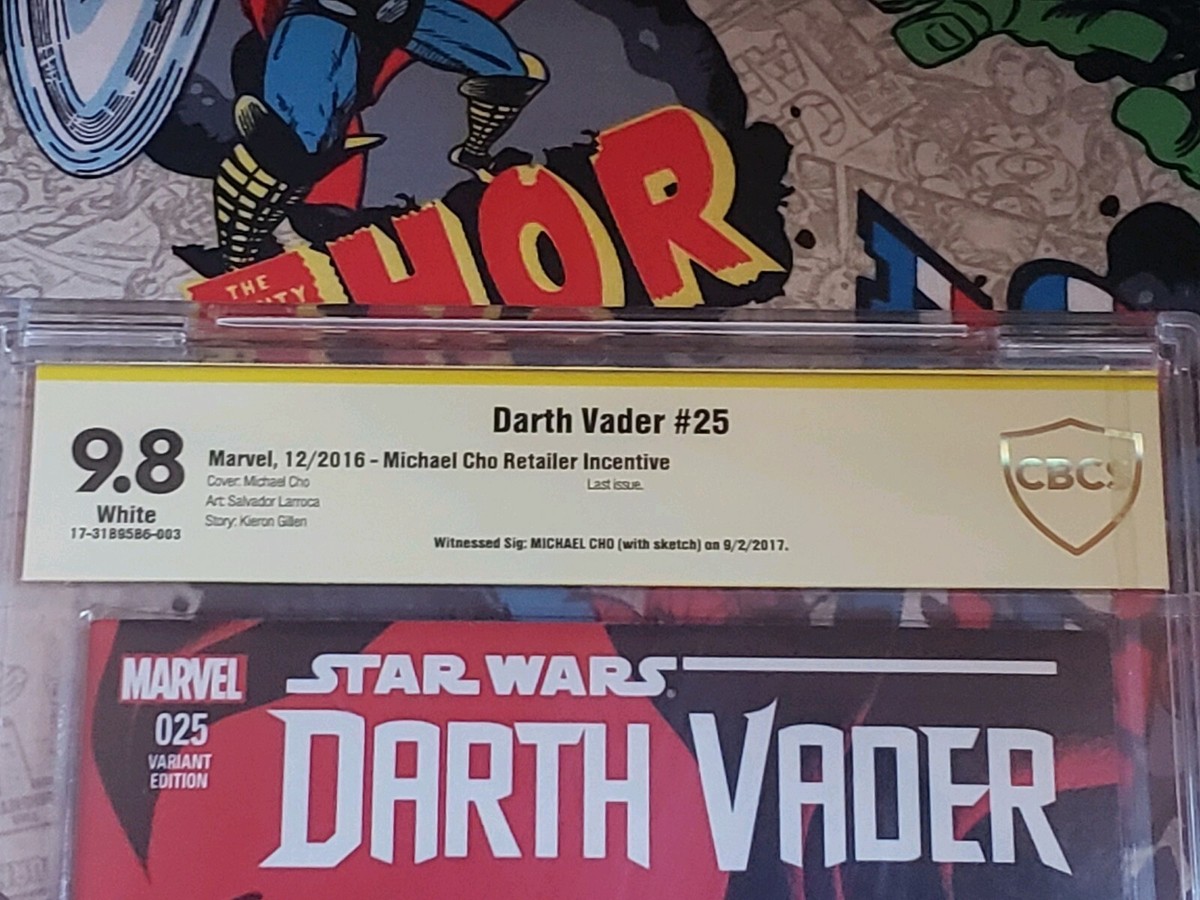 THE
THOR
Darth Vader #25
9.8
White
17-31B95B6-003
Marvel, 12/2016 - Michael Cho Retailer Incentive
Cover: Michael Cho
Last issue.
Art: Salvador Larroca
Story: Kieron Gillen
Witnessed Sig: MICHAEL CHO (with sketch) on 9/2/2017.
CBCS
MARVEL
025
VARIANT
EDITION
STAR WARS
DARTH VADER